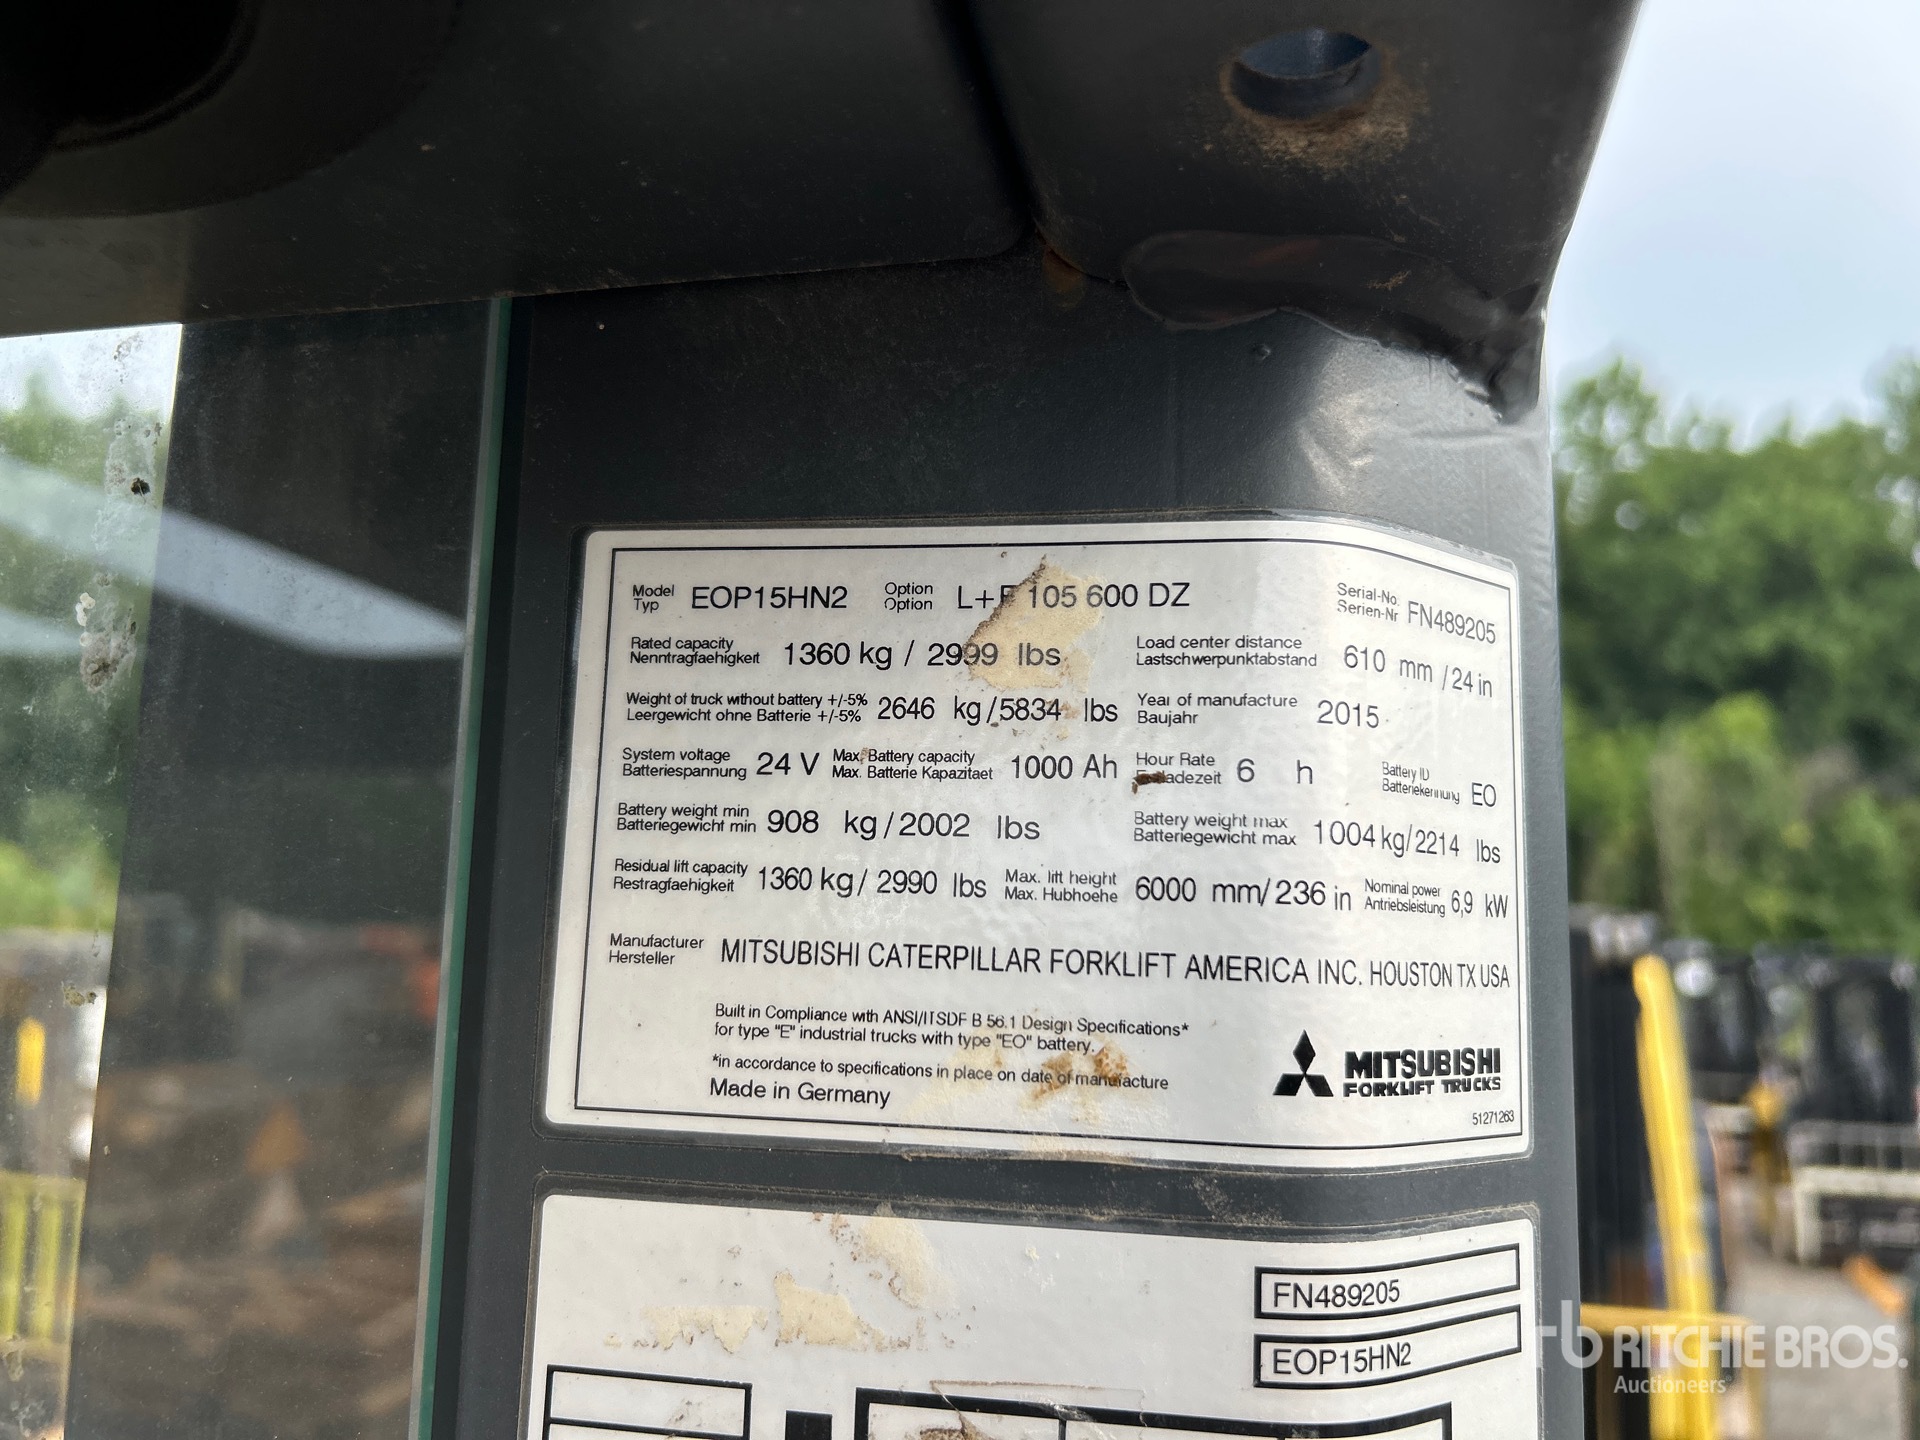 Model EOP15HN2 Option L+F 105 600 DZ Serial-No. FN489205
Typ Option Serien-Nr
Rated capacity 1360 kg / 2999 lbs Load center distance 610 mm / 24 in
Nenntragfaehigkeit Lastschwerpunktabstand
Weight of truck without battery +/-5% 2646 kg/5834 lbs Year of manufacture 2015
Leergewicht ohne Batterie +/-5% Baujahr
System voltage 24 V Max. Battery capacity 1000 Ah Hour Rate 6 h Battery ID EO
Batteriespannung Max. Batterie Kapazitaet Batteriekennung
Battery weight min 908 kg/2002 lbs Battery weight max 1004 kg/2214 lbs
Batteriegewicht min Batteriegewicht max
Residual lift capacity 1360 kg/ 2990 lbs Max. lift height 6000 mm/236 in Nominal power 6,9 kW
Restragfaehigkeit Max. Hubhoehe Antriebsleistung
Manufacturer MITSUBISHI CATERPILLAR FORKLIFT AMERICA INC. HOUSTON TX USA
Hersteller
Built in Compliance with ANSI/ITSDF B 56.1 Design Specifications*
for type "E" industrial trucks with type "EO" battery.
*in accordance to specifications in place on date of manufacture
Made in Germany
MITSUBISHI
FORKLIFT TRUCKS
51271263
FN489205
EOP15HN2
rb RITCHIE BROS.
Auctioneers